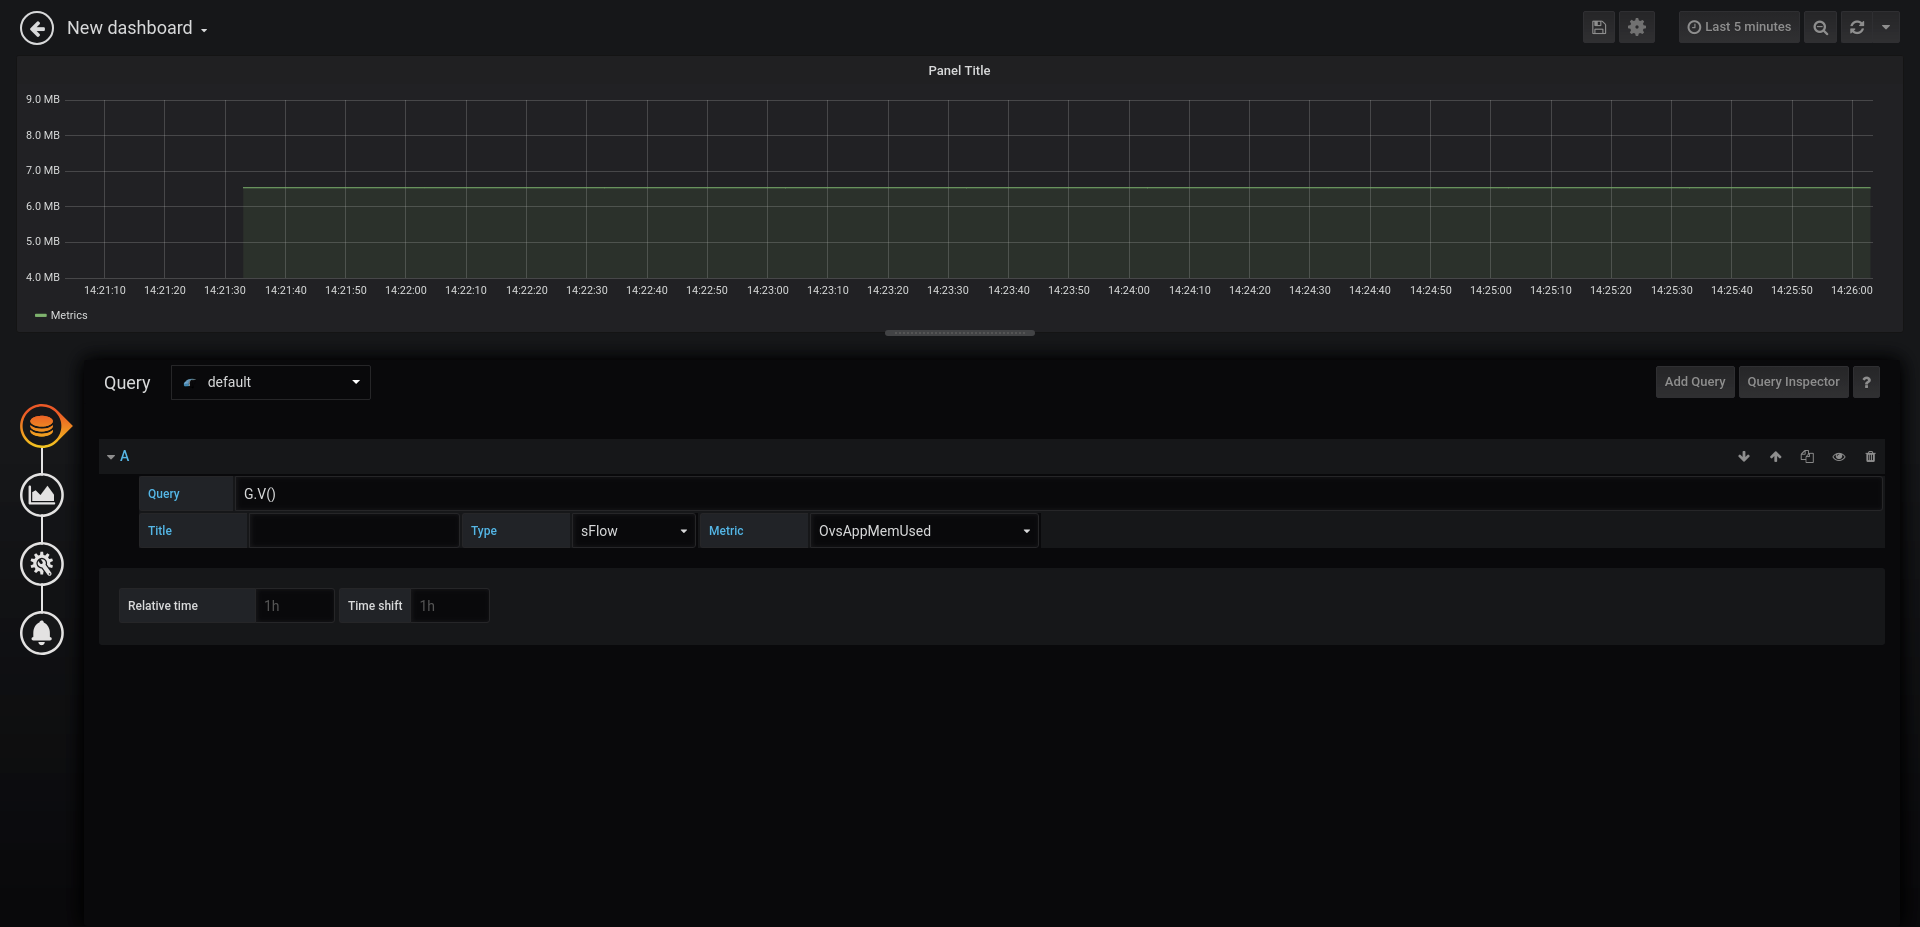 New dashboard
Last 5 minutes
Panel Title
9.0 MB
8.0 MB
7.0 MB
6.0 MB
5.0 MB
4.0 MB
14:21:10 14:21:20 14:21:30 14:21:40 14:21:50 14:22:00 14:22:10 14:22:20 14:22:30 14:22:40 14:22:50 14:23:00 14:23:10 14:23:20 14:23:30 14:23:40 14:23:50 14:24:00 14:24:10 14:24:20 14:24:30 14:24:40 14:24:50 14:25:00 14:25:10 14:25:20 14:25:30 14:25:40 14:25:50 14:26:00
Metrics
Query default Add Query Query Inspector ?
A
Query G.V()
Title Type sFlow Metric OvsAppMemUsed
Relative time 1h Time shift 1h